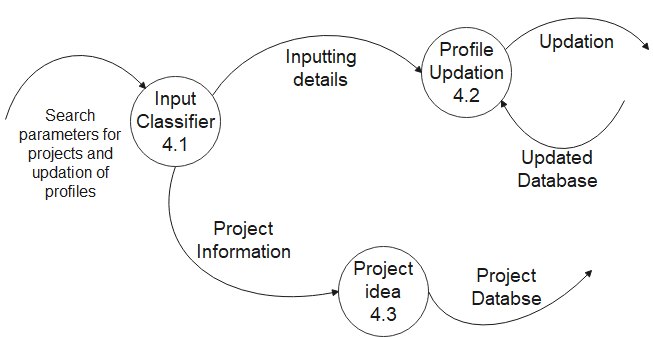 Search
parameters for
projects and
updation of
profiles
Input
Classifier
4.1
Inputting
details
Profile
Updation
4.2
Updation
Updated
Database
Project
Information
Project
idea
4.3
Project
Databse